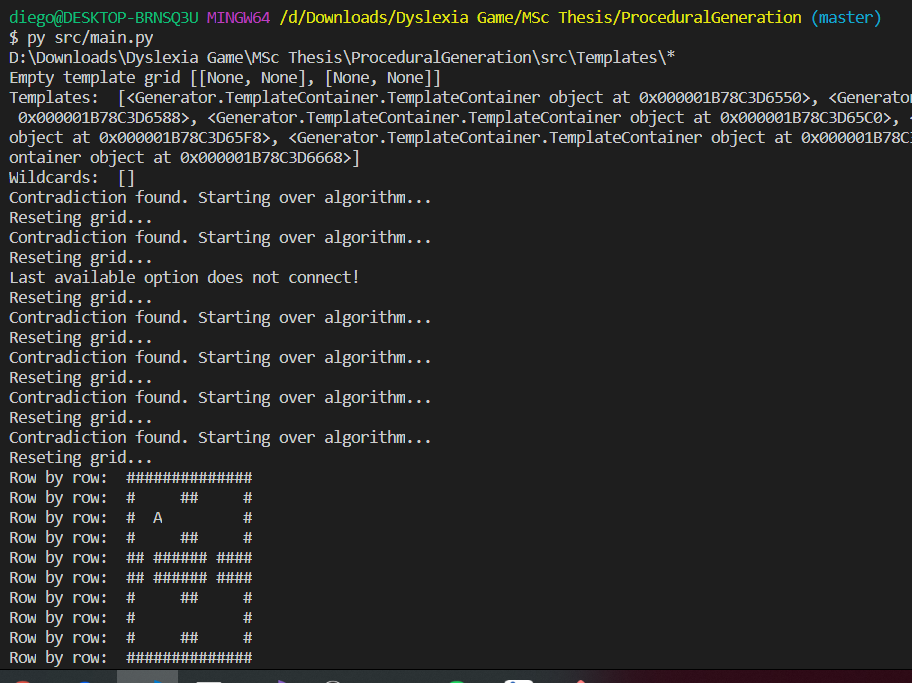 diego@DESKTOP-BRNSQ3U MINGW64 /d/Downloads/Dyslexia Game/MSc Thesis/ProceduralGeneration (master)
$ py src/main.py
D:\Downloads\Dyslexia Game\MSc Thesis\ProceduralGeneration\src\Templates\*
Empty template grid [[None, None], [None, None]]
Templates:  [<Generator.TemplateContainer.TemplateContainer object at 0x000001B78C3D6550>, <Generator
 0x000001B78C3D6588>, <Generator.TemplateContainer.TemplateContainer object at 0x000001B78C3D65C0>, <
object at 0x000001B78C3D65F8>, <Generator.TemplateContainer.TemplateContainer object at 0x000001B78C3
ontainer object at 0x000001B78C3D6668>]
Wildcards:  []
Contradiction found. Starting over algorithm...
Reseting grid...
Contradiction found. Starting over algorithm...
Reseting grid...
Last available option does not connect!
Reseting grid...
Contradiction found. Starting over algorithm...
Reseting grid...
Contradiction found. Starting over algorithm...
Reseting grid...
Contradiction found. Starting over algorithm...
Reseting grid...
Contradiction found. Starting over algorithm...
Reseting grid...
Row by row:  ##############
Row by row:  #     ##     #
Row by row:  #  A         #
Row by row:  #     ##     #
Row by row:  ## ###### ####
Row by row:  ## ###### ####
Row by row:  #     ##     #
Row by row:  #            #
Row by row:  #     ##     #
Row by row:  ##############